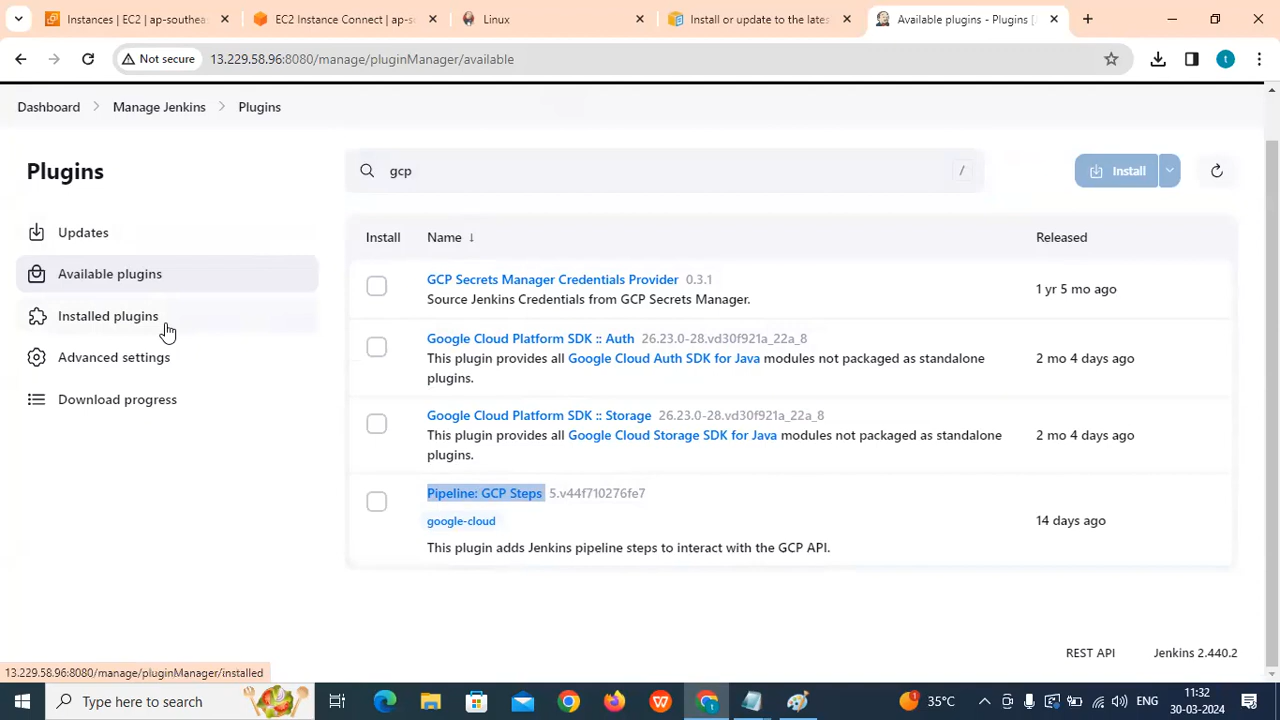 Instances | EC2 | ap-southea
EC2 Instance Connect | ap-s
Linux
Install or update to the lates
Available plugins - Plugins [
Not secure
13.229.58.96:8080/manage/pluginManager/available
t
Dashboard
Manage Jenkins
Plugins
Plugins
gcp
/
Install
Updates
Available plugins
Installed plugins
Advanced settings
Download progress
Install
Name ↓
Released
GCP Secrets Manager Credentials Provider 0.3.1
Source Jenkins Credentials from GCP Secrets Manager.
1 yr 5 mo ago
Google Cloud Platform SDK :: Auth 26.23.0-28.vd30f921a_22a_8
This plugin provides all Google Cloud Auth SDK for Java modules not packaged as standalone
plugins.
2 mo 4 days ago
Google Cloud Platform SDK :: Storage 26.23.0-28.vd30f921a_22a_8
This plugin provides all Google Cloud Storage SDK for Java modules not packaged as standalone
plugins.
2 mo 4 days ago
Pipeline: GCP Steps 5.v44f710276fe7
google-cloud
This plugin adds Jenkins pipeline steps to interact with the GCP API.
14 days ago
REST API
Jenkins 2.440.2
13.229.58.96:8080/manage/pluginManager/installed
Type here to search
1
35°C
ENG
11:32
30-03-2024